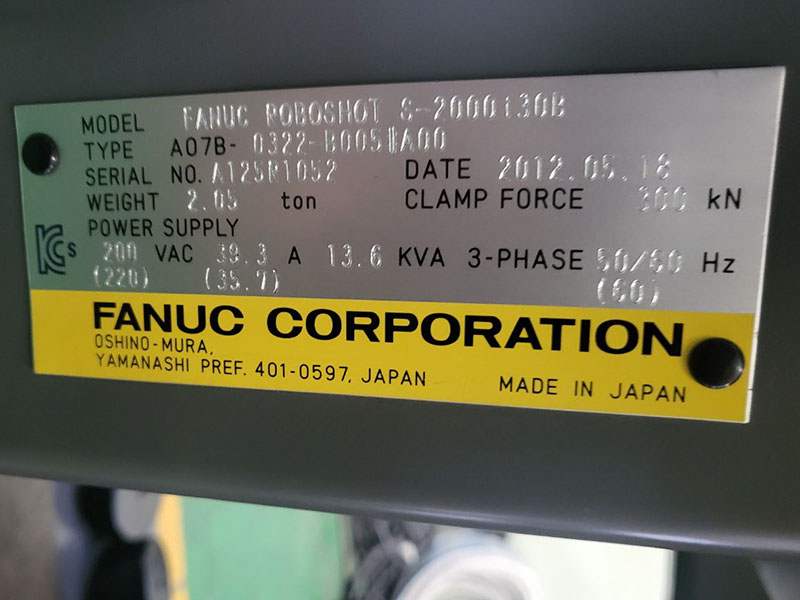 MODEL FANUC ROBOSHOT S-2000i30B
TYPE A07B- 0322-B005#A00
SERIAL NO. A125R1052 DATE 2012.05.18
WEIGHT 2.05 ton CLAMP FORCE 300 kN
POWER SUPPLY
200 VAC 39.3 A 13.6 KVA 3-PHASE 50/60 Hz
(220) (35.7) (60)
KCs
FANUC CORPORATION
OSHINO-MURA,
YAMANASHI PREF. 401-0597, JAPAN MADE IN JAPAN